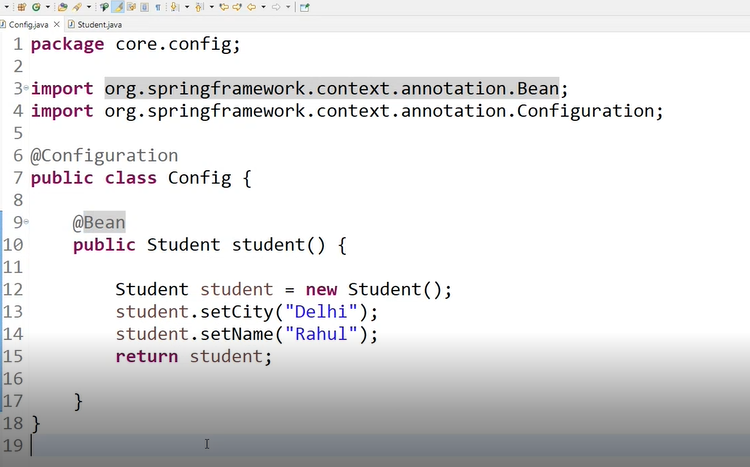 Config.java Student.java
1 package core.config;
2
3 import org.springframework.context.annotation.Bean;
4 import org.springframework.context.annotation.Configuration;
5
6 @Configuration
7 public class Config {
8
9 @Bean
10 public Student student() {
11
12 Student student = new Student();
13 student.setCity("Delhi");
14 student.setName("Rahul");
15 return student;
16
17 }
18 }
19